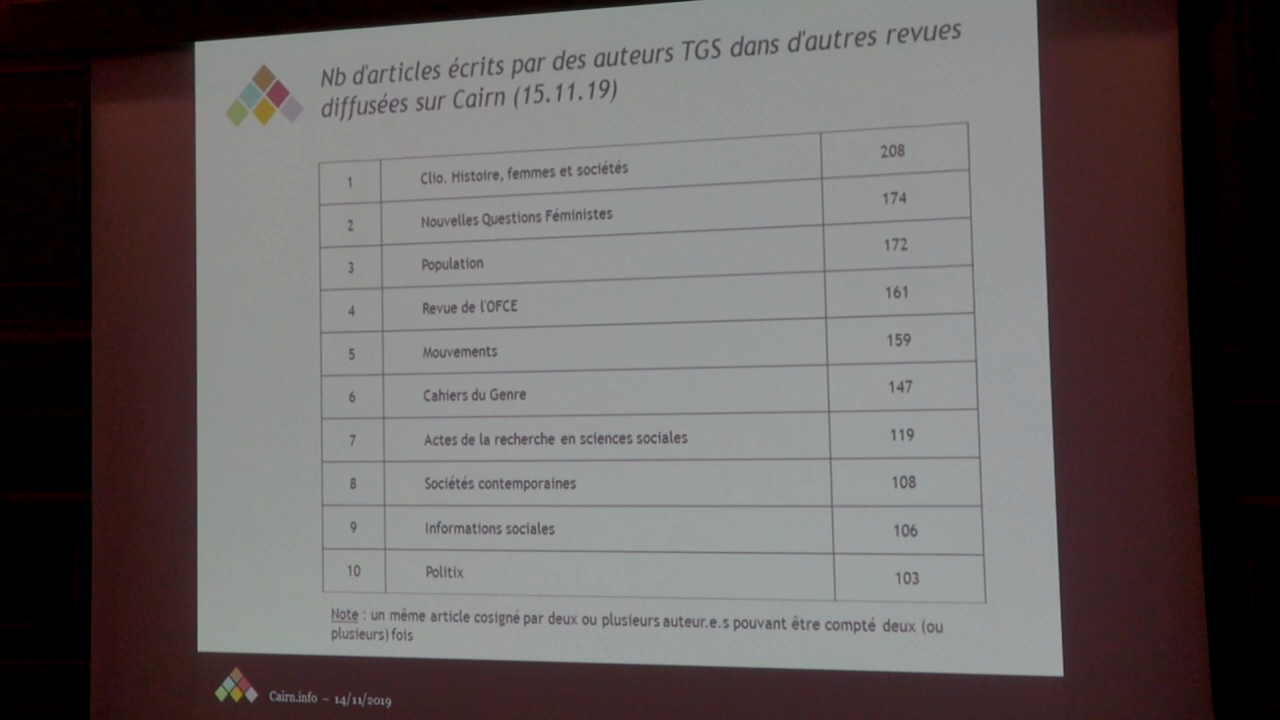 Nb d'articles écrits par des auteurs TGS dans d'autres revues
diffusées sur Cairn (15.11.19)
1 Clio. Histoire, femmes et sociétés 208
2 Nouvelles Questions Féministes 174
3 Population 172
4 Revue de l'OFCE 161
5 Mouvements 159
6 Cahiers du Genre 147
7 Actes de la recherche en sciences sociales 119
8 Sociétés contemporaines 108
9 Informations sociales 106
10 Politix 103
Note : un même article cosigné par deux ou plusieurs auteur.e.s pouvant être compté deux (ou
plusieurs) fois
Cairn.info – 14/11/2019